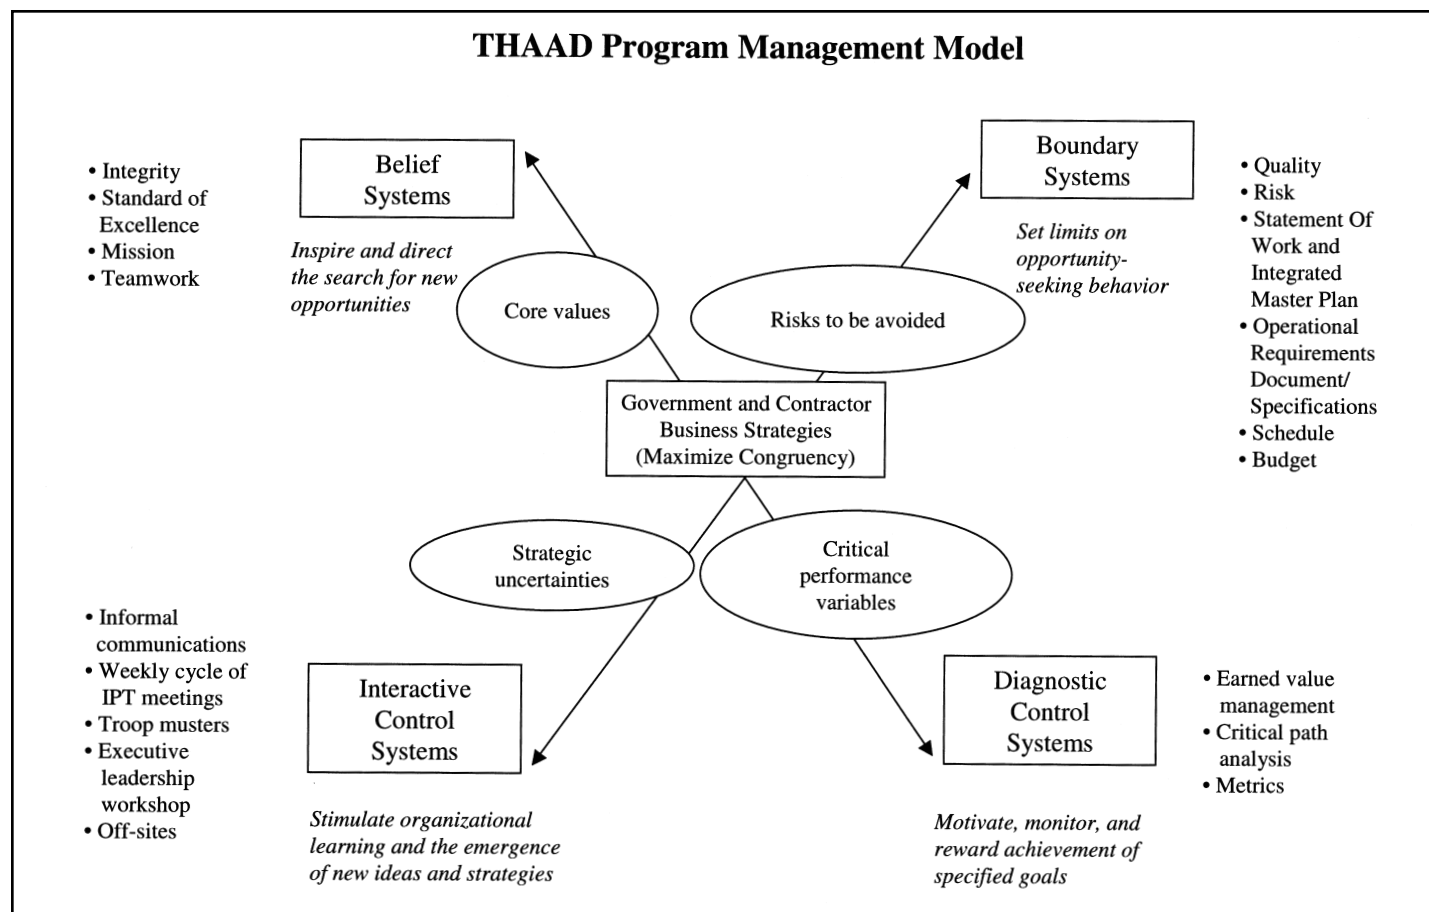 THAAD Program Management Model
Belief
Systems
• Integrity
• Standard of
Excellence
• Mission
• Teamwork
Inspire and direct
the search for new
opportunities
Core values
Boundary
Systems
Set limits on
opportunity-
seeking behavior
• Quality
• Risk
• Statement Of
Work and
Integrated
Master Plan
• Operational
Requirements
Document/
Specifications
• Schedule
• Budget
Risks to be avoided
Government and Contractor
Business Strategies
(Maximize Congruency)
Strategic
uncertainties
Critical
performance
variables
• Informal
communications
• Weekly cycle of
IPT meetings
• Troop musters
• Executive
leadership
workshop
• Off-sites
Interactive
Control
Systems
Stimulate organizational
learning and the emergence
of new ideas and strategies
Diagnostic
Control
Systems
• Earned value
management
• Critical path
analysis
• Metrics
Motivate, monitor, and
reward achievement of
specified goals